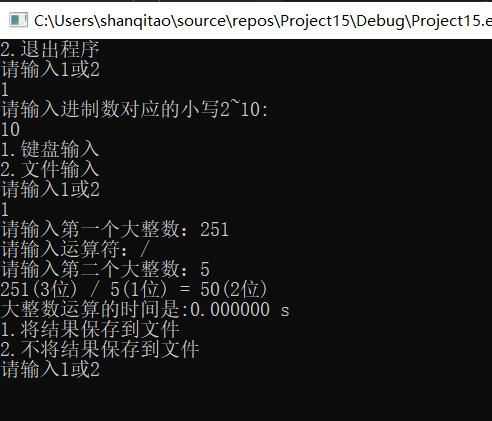 C:\Users\shanqitao\source\repos\Project15\Debug\Project15.e
2.退出程序
请输入1或2
1
请输入进制数对应的小写2~10:
10
1.键盘输入
2.文件输入
请输入1或2
1
请输入第一个大整数：251
请输入运算符：/
请输入第二个大整数：5
251(3位) / 5(1位) = 50(2位)
大整数运算的时间是:0.000000 s
1.将结果保存到文件
2.不将结果保存到文件
请输入1或2